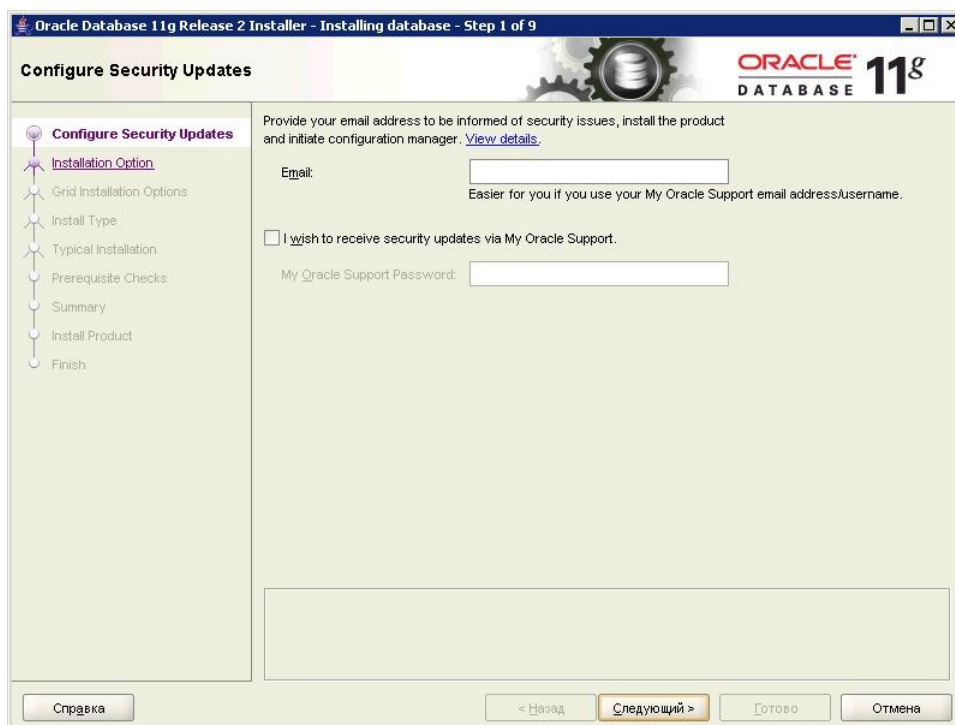 Oracle Database 11g Release 2 Installer - Installing database - Step 1 of 9
Configure Security Updates
ORACLE
DATABASE
11g
Configure Security Updates
Installation Option
Grid Installation Options
Install Type
Typical Installation
Prerequisite Checks
Summary
Install Product
Finish
Provide your email address to be informed of security issues, install the product
and initiate configuration manager. View details.
Email:
Easier for you if you use your My Oracle Support email address/username.
I wish to receive security updates via My Oracle Support.
My Oracle Support Password:
Справка
< Назад
Следующий >
Готово
Отмена